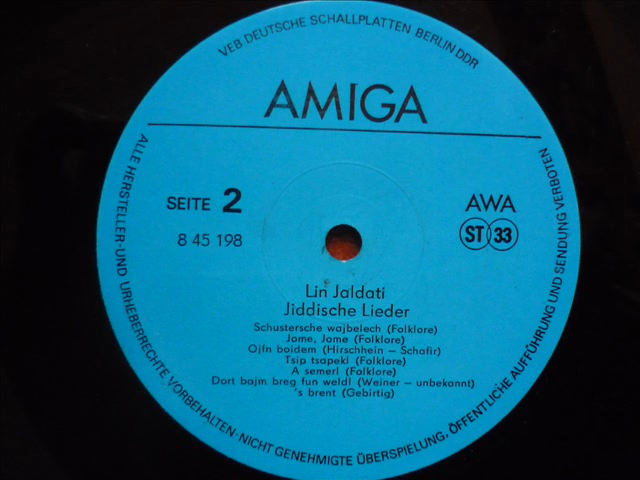 VEB DEUTSCHE SCHALLPLATTEN BERLIN DDR
AMIGA
SEITE 2
8 45 198
AWA
ST 33
Lin Jaldati
Jiddische Lieder
Schustersche wajbelech (Folklore)
Jome, Jome (Folklore)
Ojfn boidem (Hirschhein – Schafir)
Tsip tsapekl (Folklore)
A semerl (Folklore)
Dort bajm breg fun weldl (Weiner – unbekannt)
's brent (Gebirtig)
ALLE HERSTELLER- UND URHEBERRECHTE VORBEHALTEN · NICHT GENEHMIGTE ÜBERSPIELUNG, ÖFFENTLICHE AUFFÜHRUNG UND SENDUNG VERBOTEN